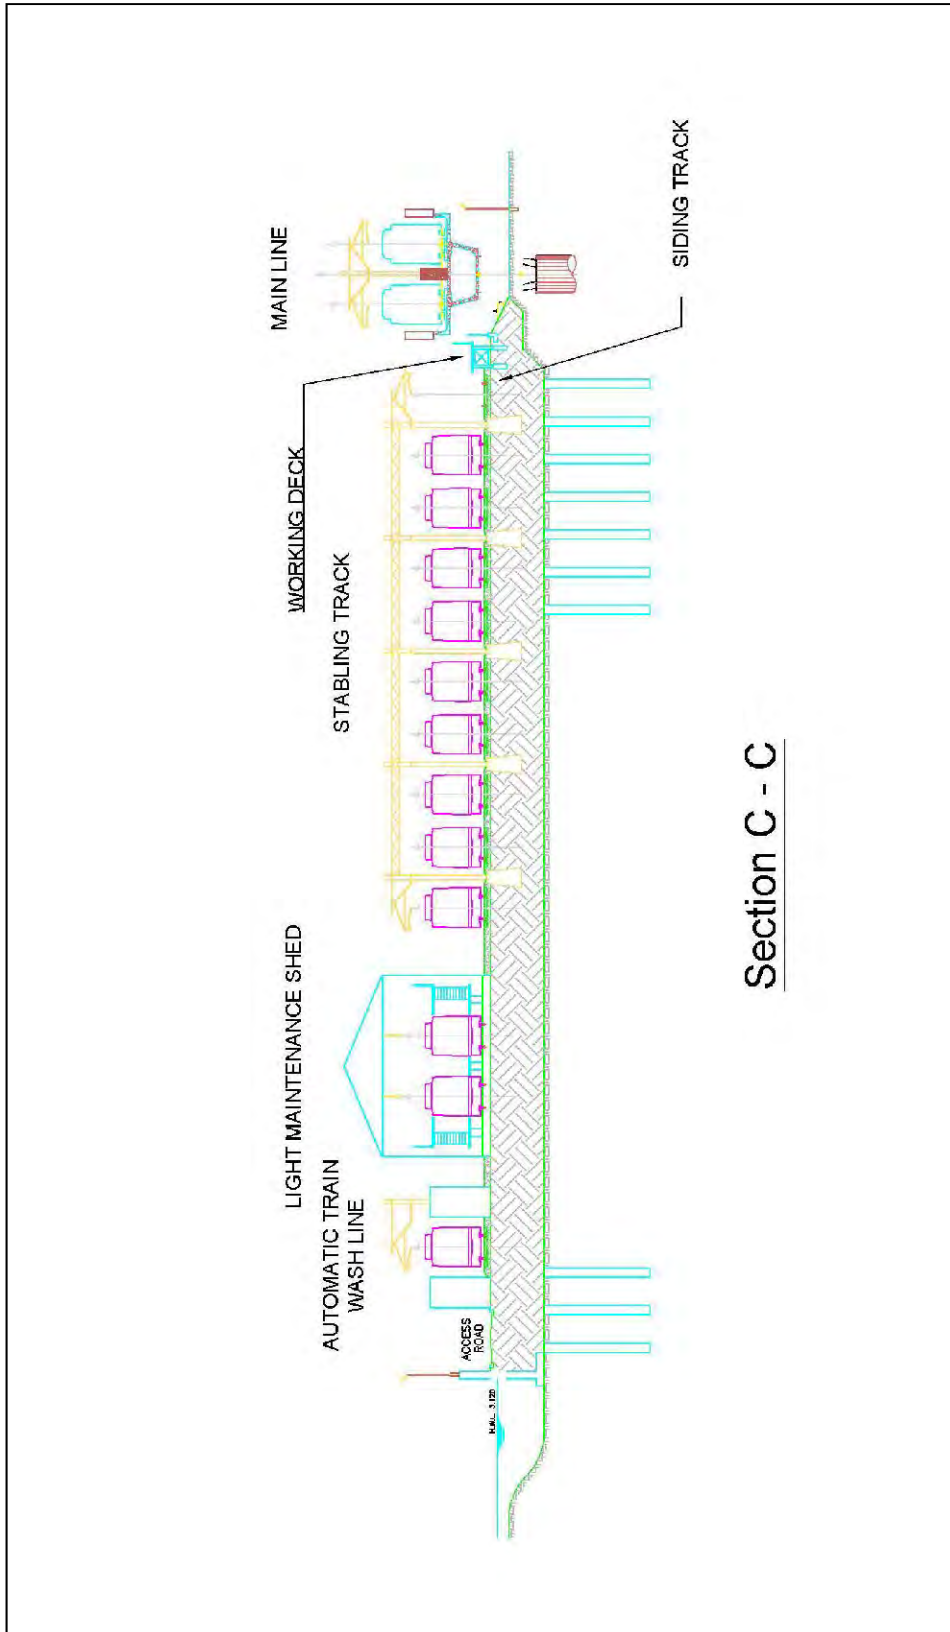 AUTOMATIC TRAIN
WASH LINE
LIGHT MAINTENANCE SHED
STABLING TRACK
WORKING DECK
MAIN LINE
ACCESS
ROAD
SIDING TRACK
Section C - C